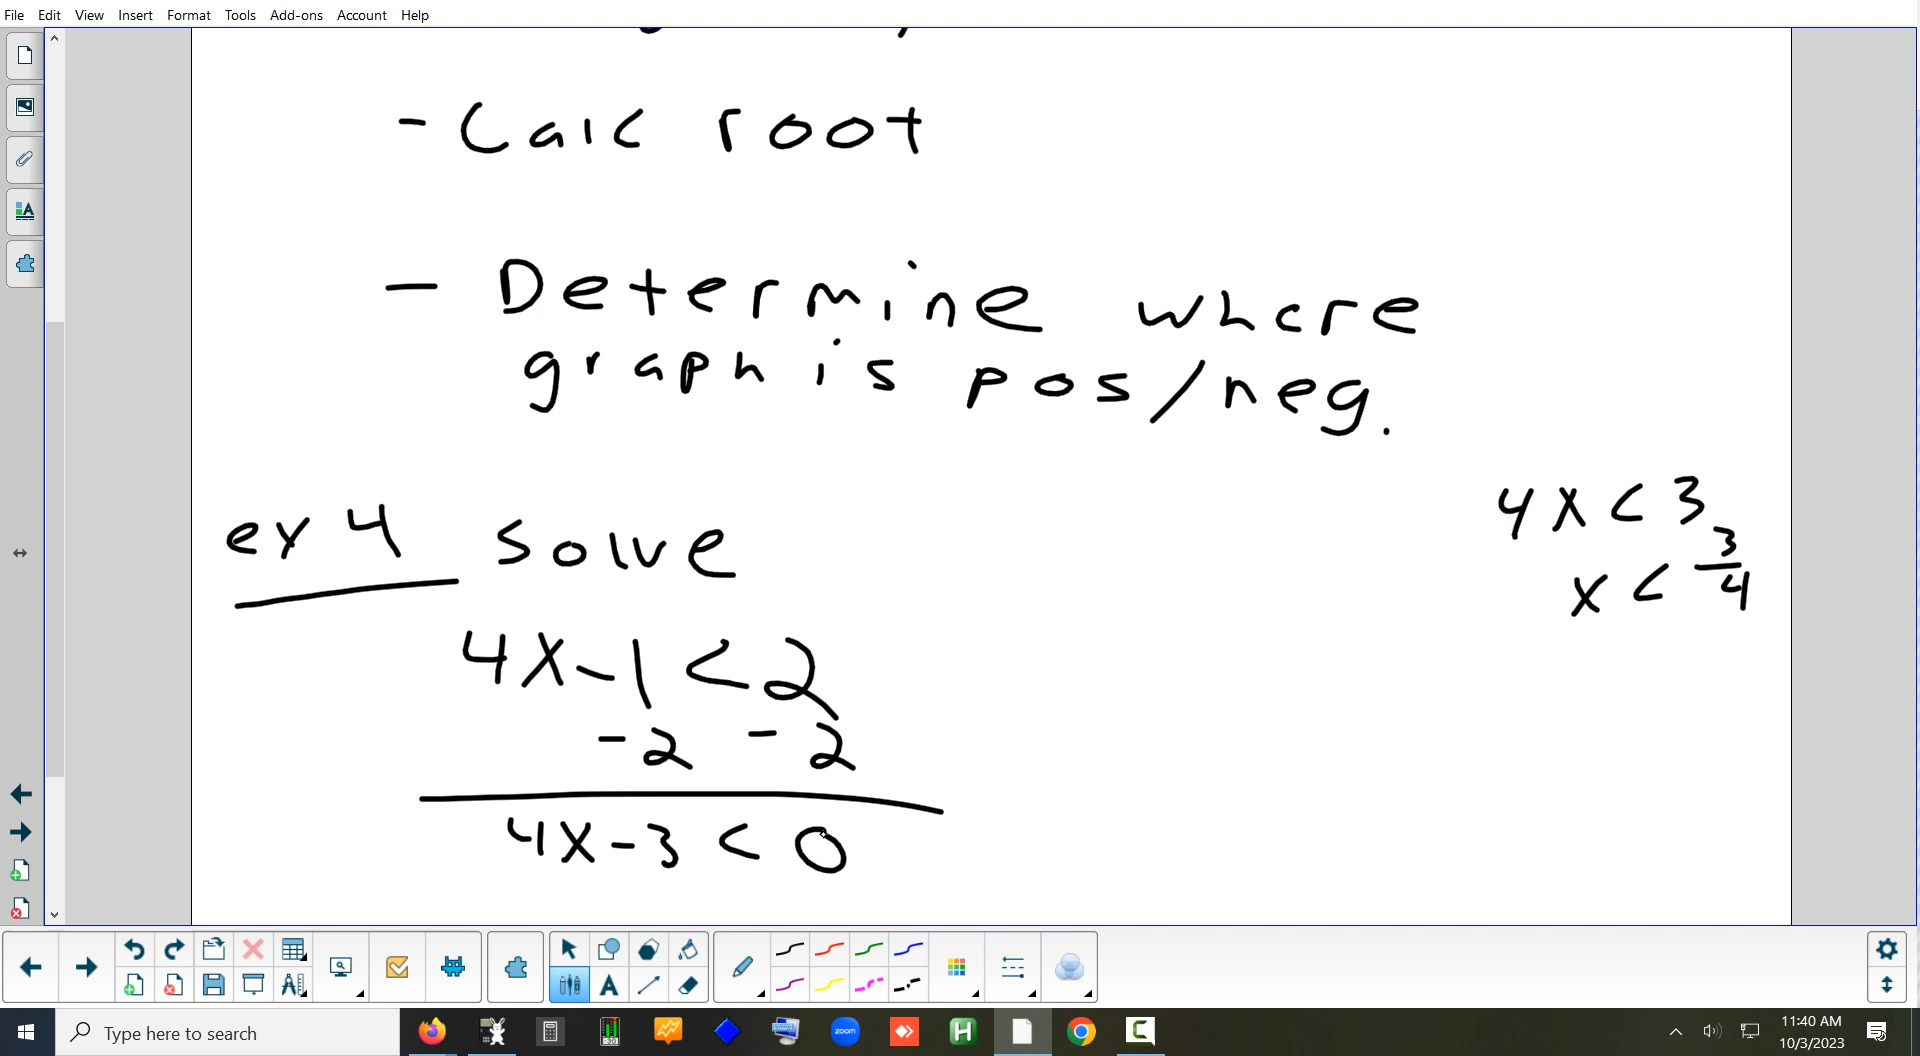 File Edit View Insert Format Tools Add-ons Account Help
- Calc root
- Determine where
graph is pos/neg.
ex 4 solve
4x < 3
x < 3/4
4x - 1 < 2
- 2 - 2
4x - 3 < 0
Type here to search
zoom
11:40 AM
10/3/2023